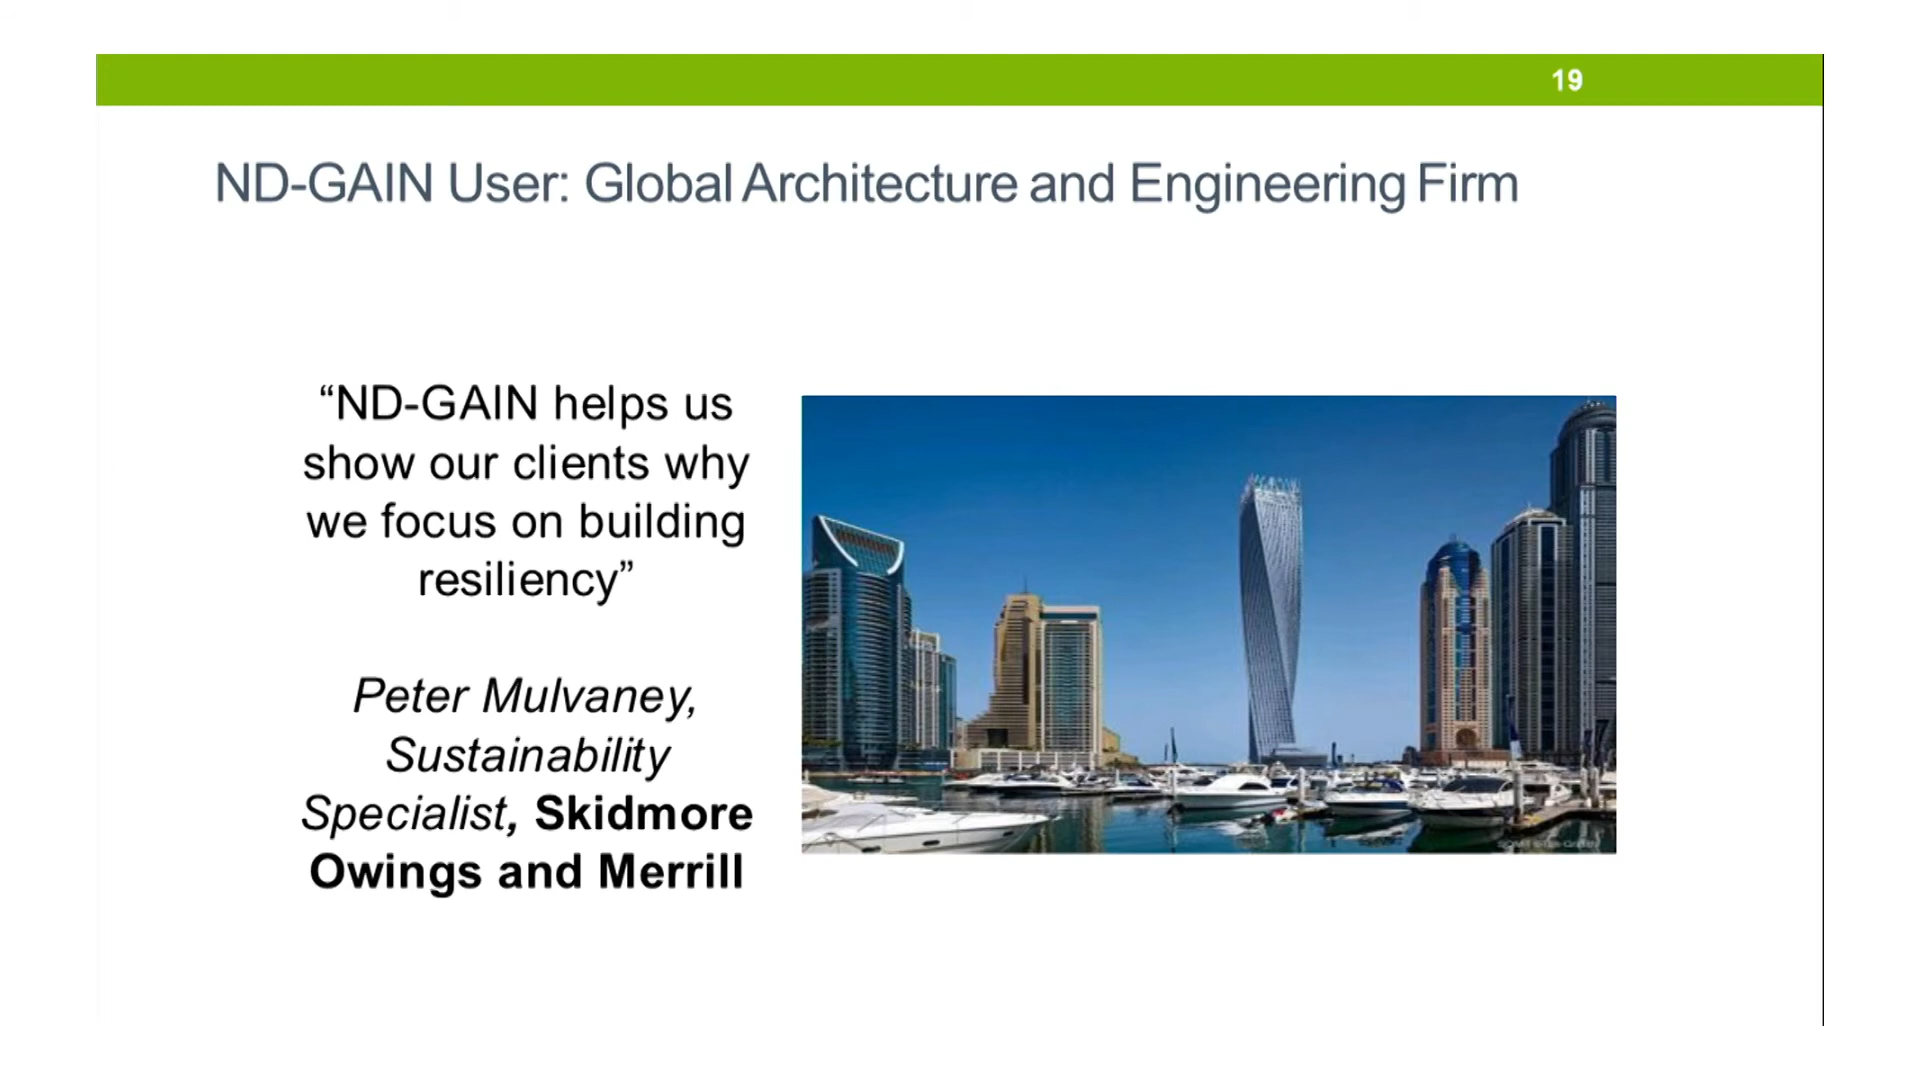 19
ND-GAIN User: Global Architecture and Engineering Firm
“ND-GAIN helps us
show our clients why
we focus on building
resiliency”
Peter Mulvaney,
Sustainability
Specialist, Skidmore
Owings and Merrill